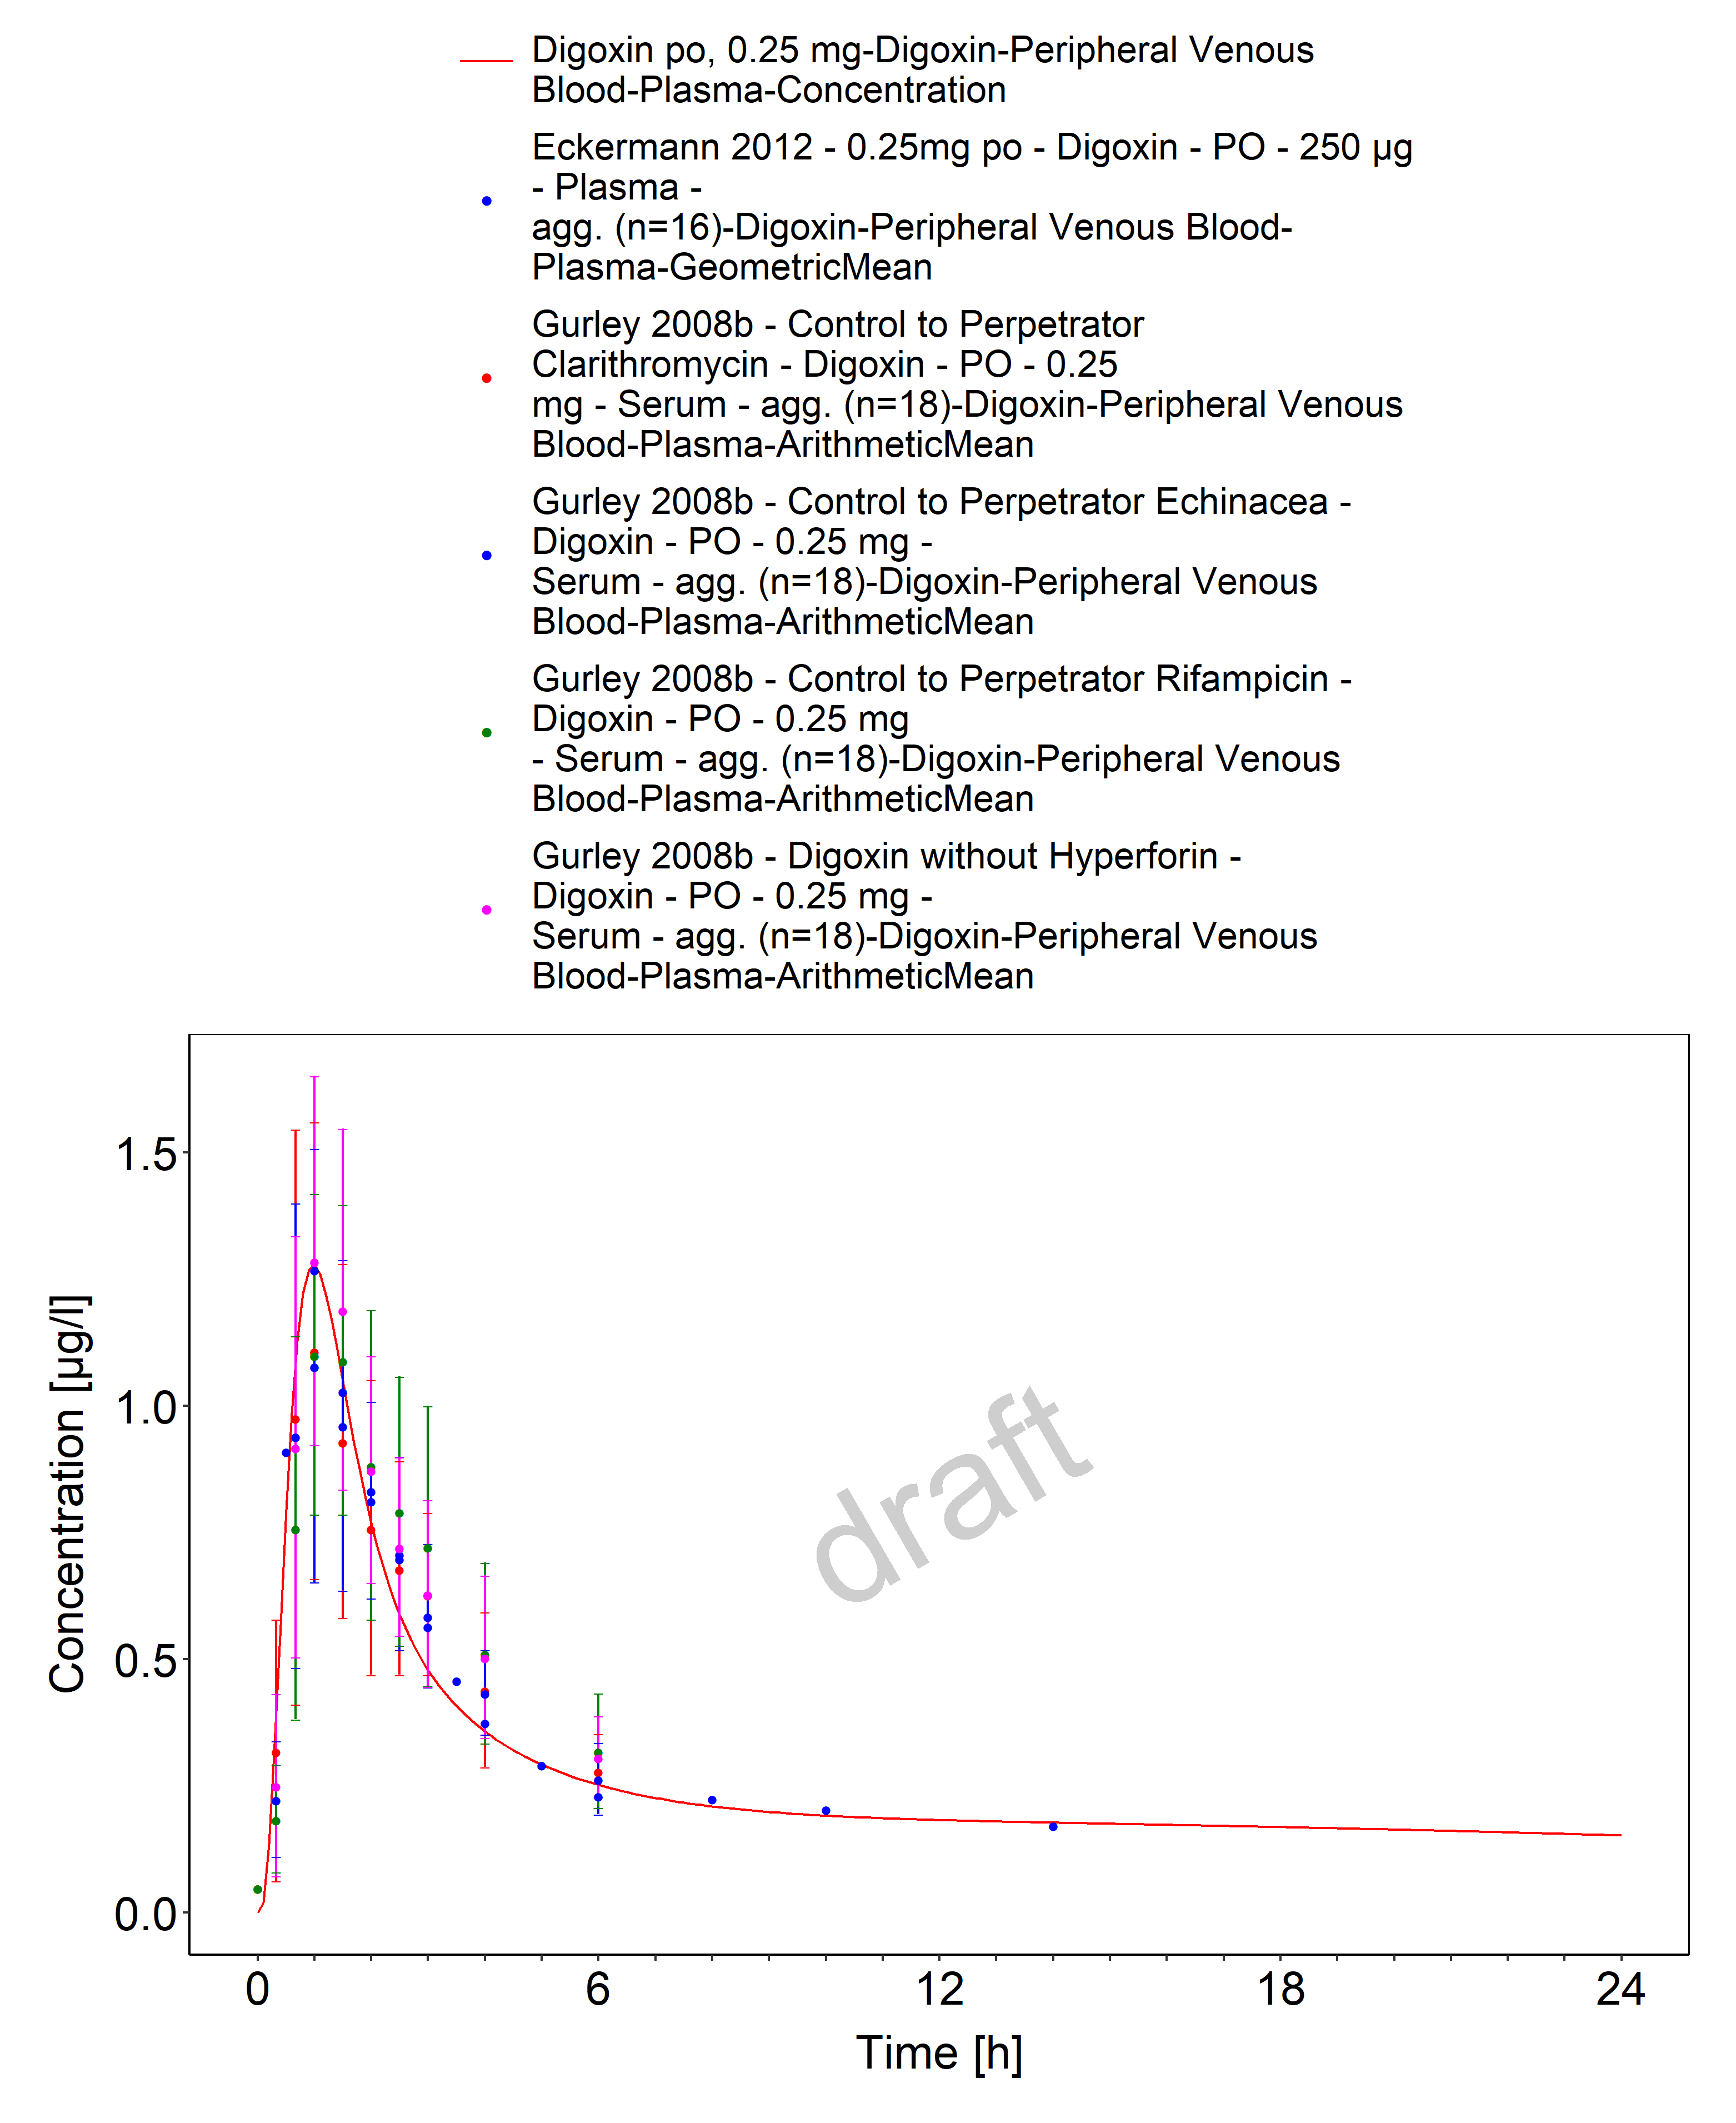 Digoxin po, 0.25 mg-Digoxin-Peripheral Venous
Blood-Plasma-Concentration
Eckermann 2012 - 0.25mg po - Digoxin - PO - 250 µg
- Plasma -
agg. (n=16)-Digoxin-Peripheral Venous Blood-
Plasma-GeometricMean
Gurley 2008b - Control to Perpetrator
Clarithromycin - Digoxin - PO - 0.25
mg - Serum - agg. (n=18)-Digoxin-Peripheral Venous
Blood-Plasma-ArithmeticMean
Gurley 2008b - Control to Perpetrator Echinacea -
Digoxin - PO - 0.25 mg -
Serum - agg. (n=18)-Digoxin-Peripheral Venous
Blood-Plasma-ArithmeticMean
Gurley 2008b - Control to Perpetrator Rifampicin -
Digoxin - PO - 0.25 mg
- Serum - agg. (n=18)-Digoxin-Peripheral Venous
Blood-Plasma-ArithmeticMean
Gurley 2008b - Digoxin without Hyperforin -
Digoxin - PO - 0.25 mg -
Serum - agg. (n=18)-Digoxin-Peripheral Venous
Blood-Plasma-ArithmeticMean
Concentration [µg/l]
1.5
1.0
0.5
0.0
draft
0 6 12 18 24
Time [h]